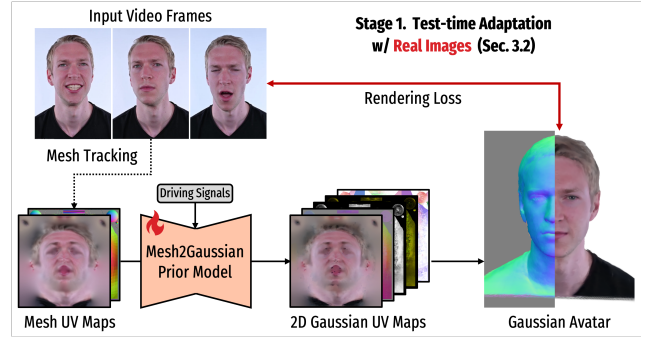 Input Video Frames
Stage 1. Test-time Adaptation
w/ Real Images (Sec. 3.2)
Rendering Loss
Mesh Tracking
Driving Signals
Mesh2Gaussian
Prior Model
Mesh UV Maps
2D Gaussian UV Maps
Gaussian Avatar